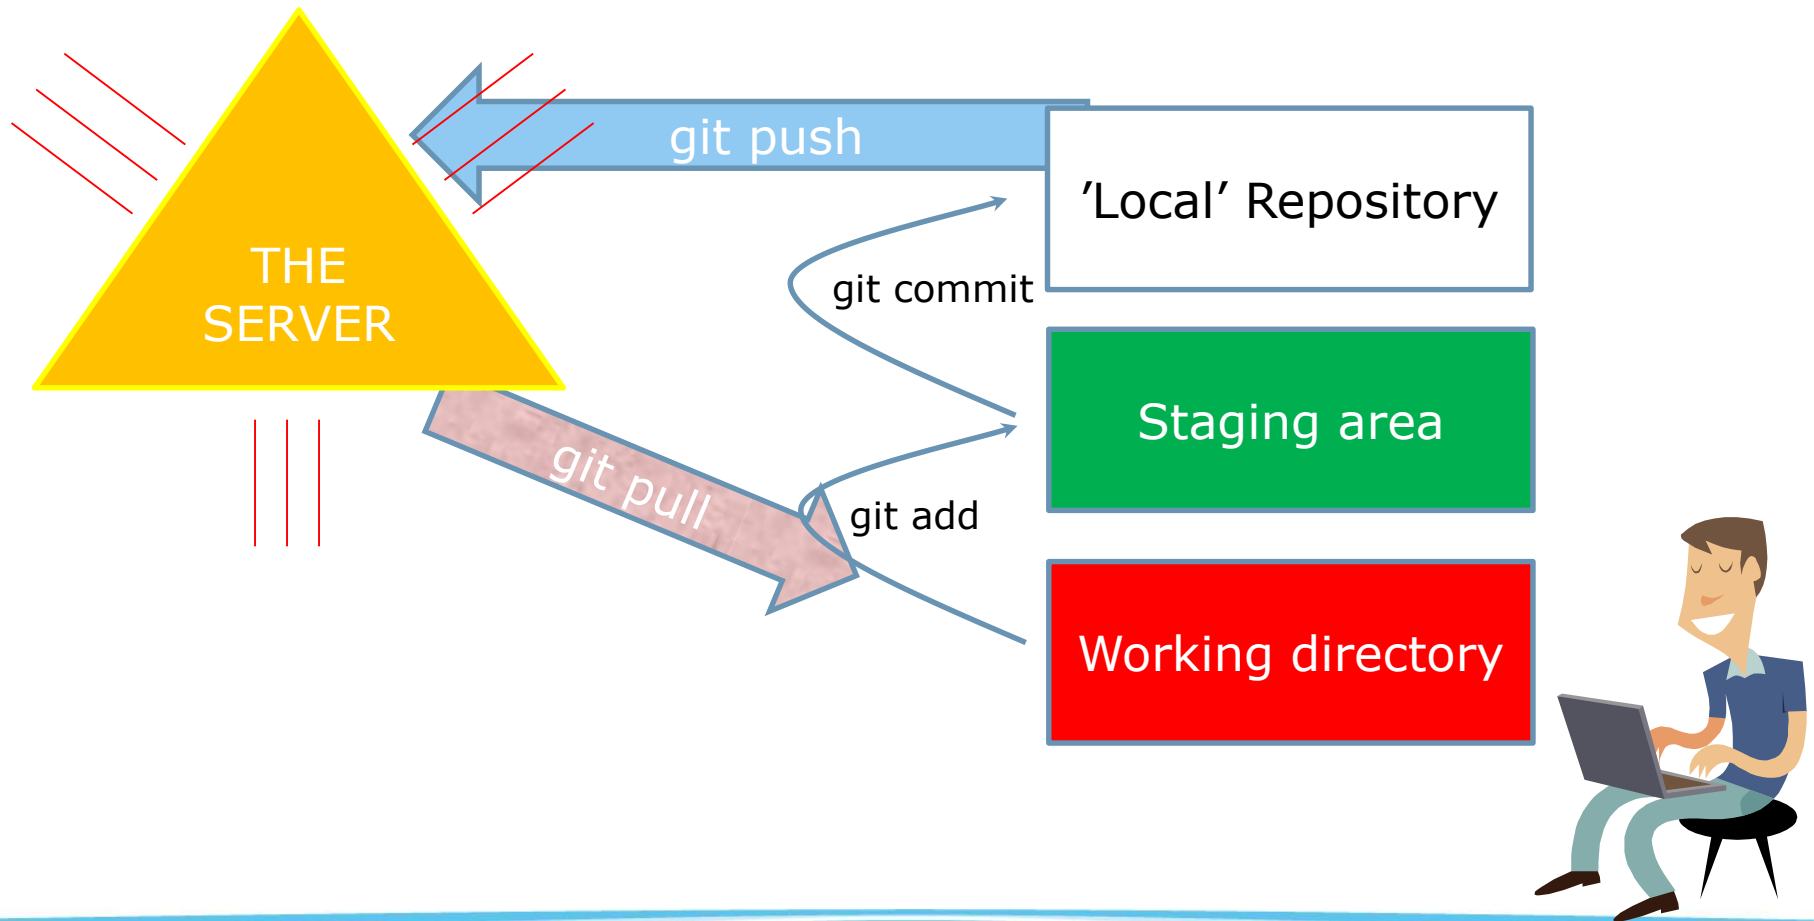 git push
’Local’ Repository
THE
SERVER
git commit
Staging area
git pull
git add
Working directory